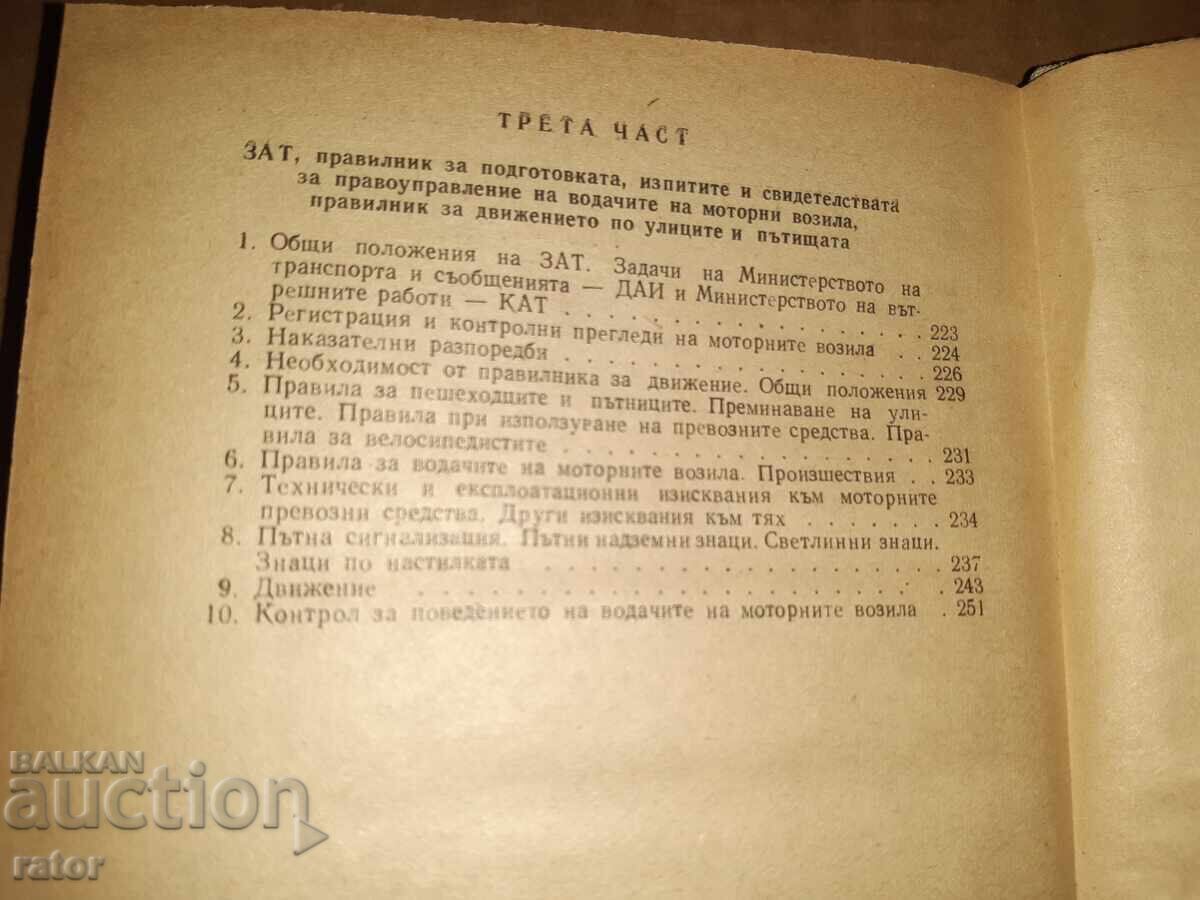 ТРЕТА ЧАСТ
ЗАТ, правилник за подготовката, изпитите и свидетелствата
за правоуправление на водачите на моторни возила,
правилник за движението по улиците и пътищата
1. Общи положения на ЗАТ. Задачи на Министерството на
транспорта и съобщенията — ДАИ и Министерството на вът-
решните работи — КАТ . . . . . . . . . . . . . . . . . 223
2. Регистрация и контролни прегледи на моторните возила . . 224
3. Наказателни разпоредби . . . . . . . . . . . . . . . . 226
4. Необходимост от правилника за движение. Общи положения 229
5. Правила за пешеходците и пътниците. Преминаване на ули-
ците. Правила при използуване на превозните средства. Пра-
вила за велосипедистите . . . . . . . . . . . . . . . . 231
6. Правила за водачите на моторните возила. Произшествия . . 233
7. Технически и експлоатационни изисквания към моторните
превозни средства. Други изисквания към тях . . . . . . . 234
8. Пътна сигнализация. Пътни надземни знаци. Светлинни знаци.
Знаци по настилката . . . . . . . . . . . . . . . . . . 237
9. Движение . . . . . . . . . . . . . . . . . . . . . . 243
10. Контрол за поведението на водачите на моторните возила . 251
BALKAN
auction
rator